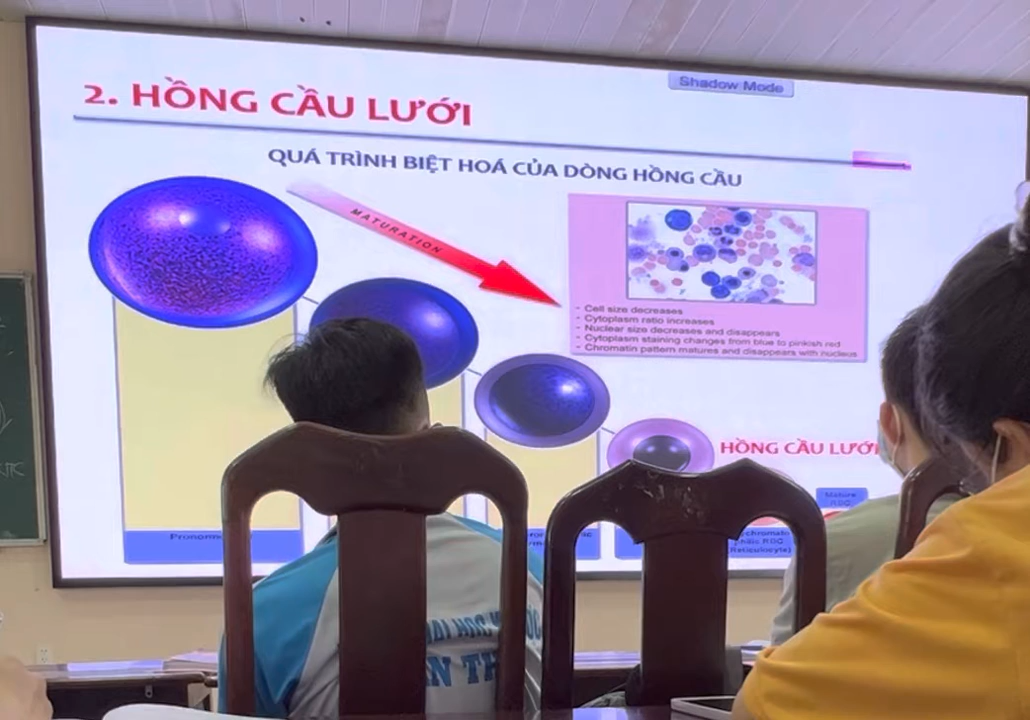 Shadow Mode
2. HỒNG CẦU LƯỚI
QUÁ TRÌNH BIỆT HOÁ CỦA DÒNG HỒNG CẦU
MATURATION
- Cell size decreases
- Cytoplasm ratio increases
- Nuclear size decreases and disappears
- Cytoplasm staining changes from blue to pinkish red
- Chromatin pattern matures and disappears with nucleus
HỒNG CẦU LƯỚI
Mature
RBC
RBC
(Reticulocyte)